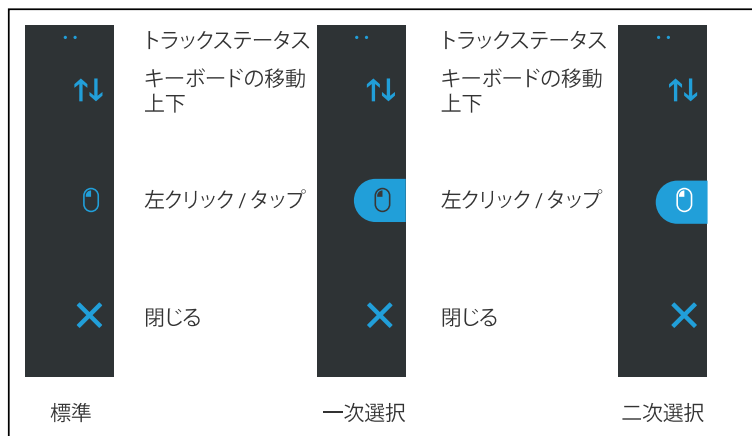 トラックステータス
キーボードの移動
上下
左クリック / タップ
閉じる
トラックステータス
キーボードの移動
上下
左クリック / タップ
閉じる
標準
一次選択
二次選択